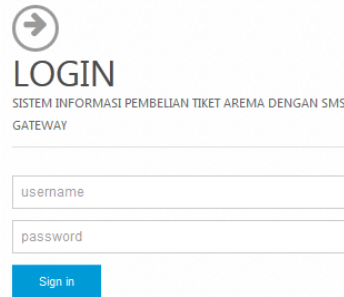 LOGIN
SISTEM INFORMASI PEMBELIAN TIKET AREMA DENGAN SMS
GATEWAY
username
password
Sign in